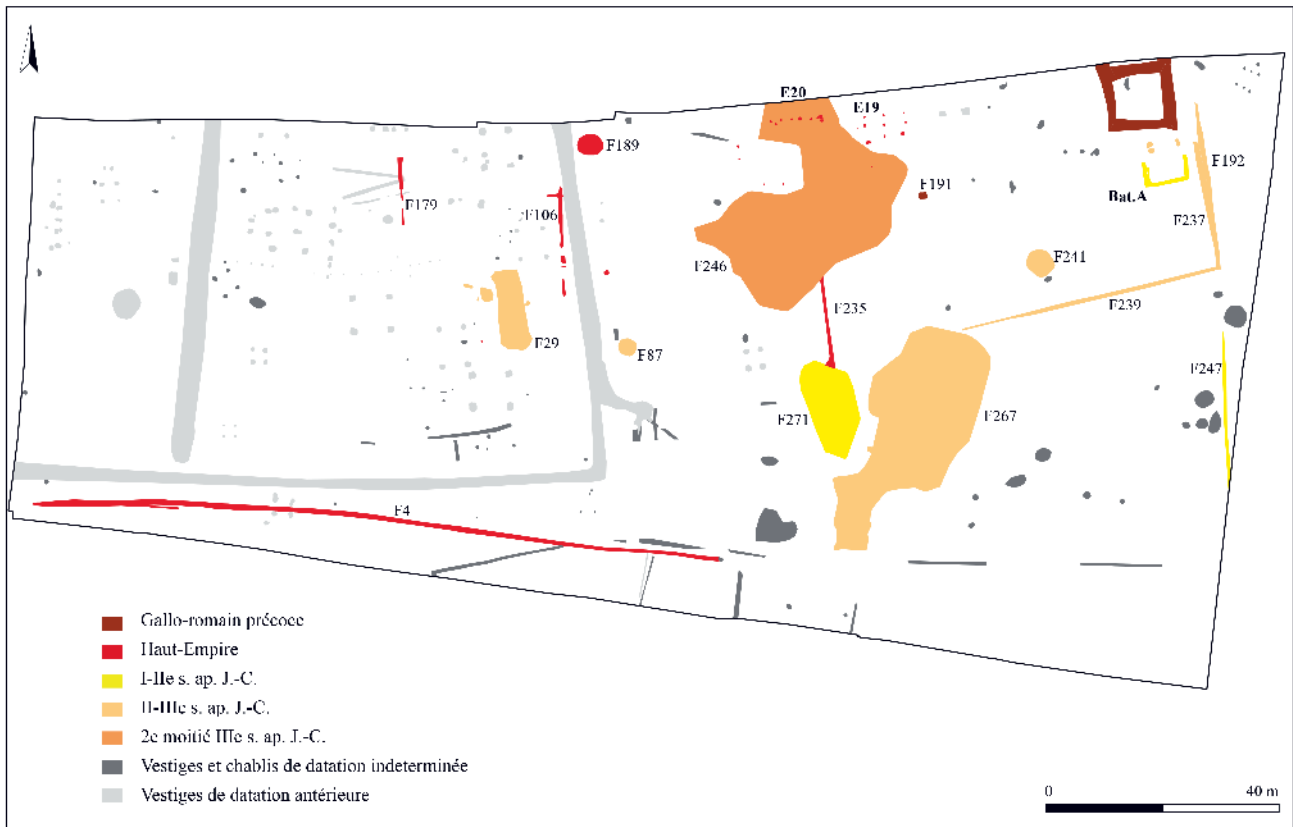 E20
E19
F189
F192
F179
F191
F106
Bat.A
F237
F241
F246
F239
F235
F29
F87
F247
F271
F267
F4
Gallo-romain précoce
Haut-Empire
I-IIe s. ap. J.-C.
II-IIIe s. ap. J.-C.
2e moitié IIIe s. ap. J.-C.
Vestiges et chablis de datation indeterminée
Vestiges de datation antérieure
0 40 m